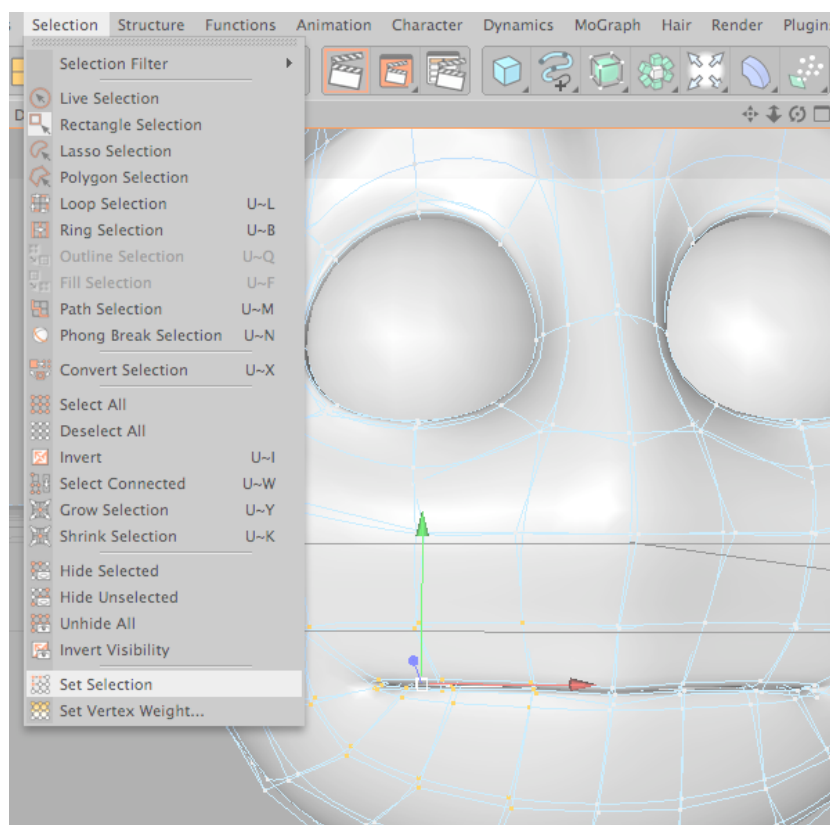 Selection Structure Functions Animation Character Dynamics MoGraph Hair Render Plugin
Selection Filter
Live Selection
Rectangle Selection
Lasso Selection
Polygon Selection
Loop Selection U~L
Ring Selection U~B
Outline Selection U~Q
Fill Selection U~F
Path Selection U~M
Phong Break Selection U~N
Convert Selection U~X
Select All
Deselect All
Invert U~I
Select Connected U~W
Grow Selection U~Y
Shrink Selection U~K
Hide Selected
Hide Unselected
Unhide All
Invert Visibility
Set Selection
Set Vertex Weight...